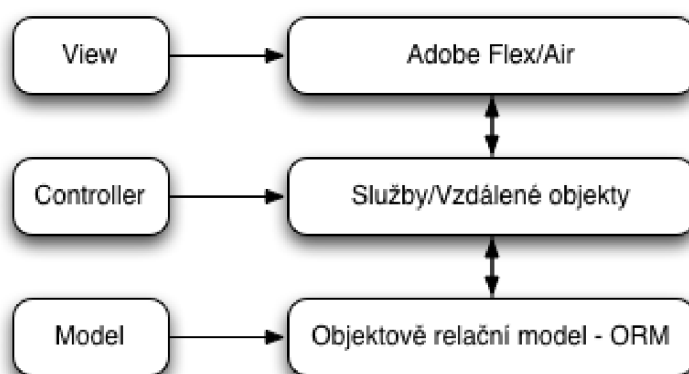 View
Adobe Flex/Air
Controller
Služby/Vzdálené objekty
Model
Objektově relační model - ORM